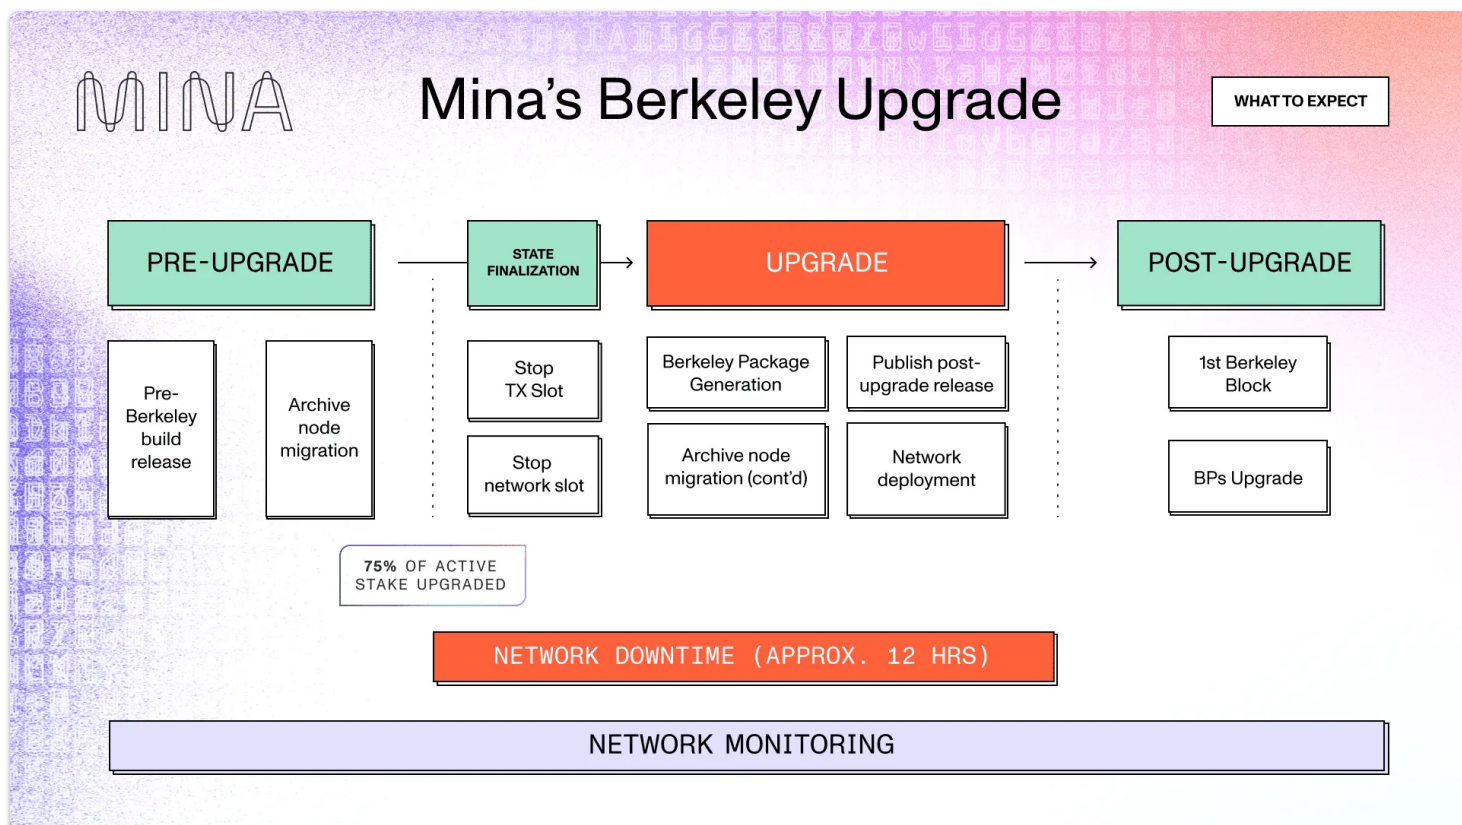 MINA
Mina's Berkeley Upgrade
WHAT TO EXPECT
PRE-UPGRADE
STATE
FINALIZATION
UPGRADE
POST-UPGRADE
Pre-
Berkeley
build
release
Archive
node
migration
Stop
TX Slot
Stop
network slot
Berkeley Package
Generation
Publish post-
upgrade release
Archive node
migration (cont'd)
Network
deployment
1st Berkeley
Block
BPs Upgrade
75% OF ACTIVE
STAKE UPGRADED
NETWORK DOWNTIME (APPROX. 12 HRS)
NETWORK MONITORING